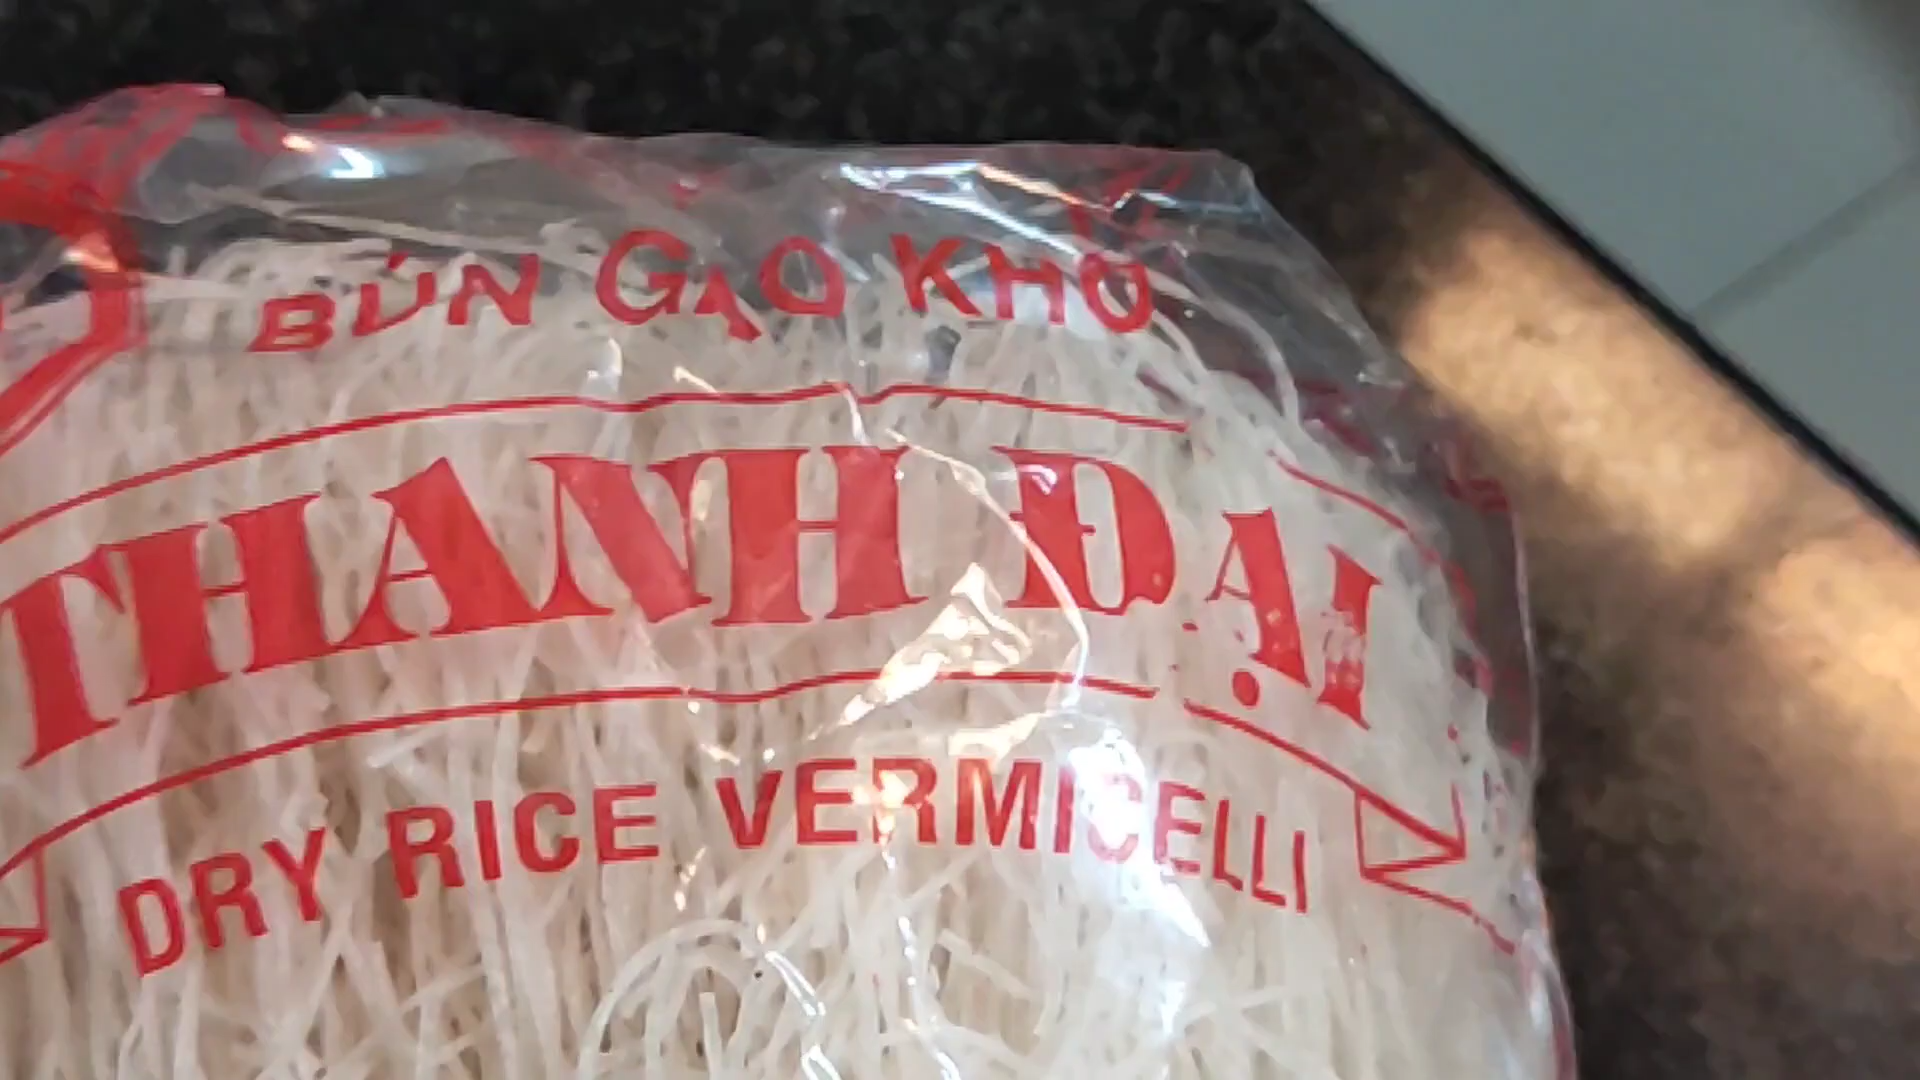 BÚN GẠO KHÔ
THANH ĐẠI
DRY RICE VERMICELLI